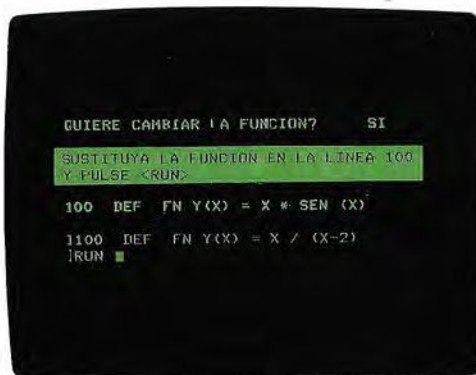 QUIERE CAMBIAR LA FUNCION? SI
SUSTITUYA LA FUNCION EN LA LINEA 100
Y PULSE <RUN>
100 DEF FN Y(X) = X * SEN (X)
]100 DEF FN Y(X) = X / (X-2)
]RUN